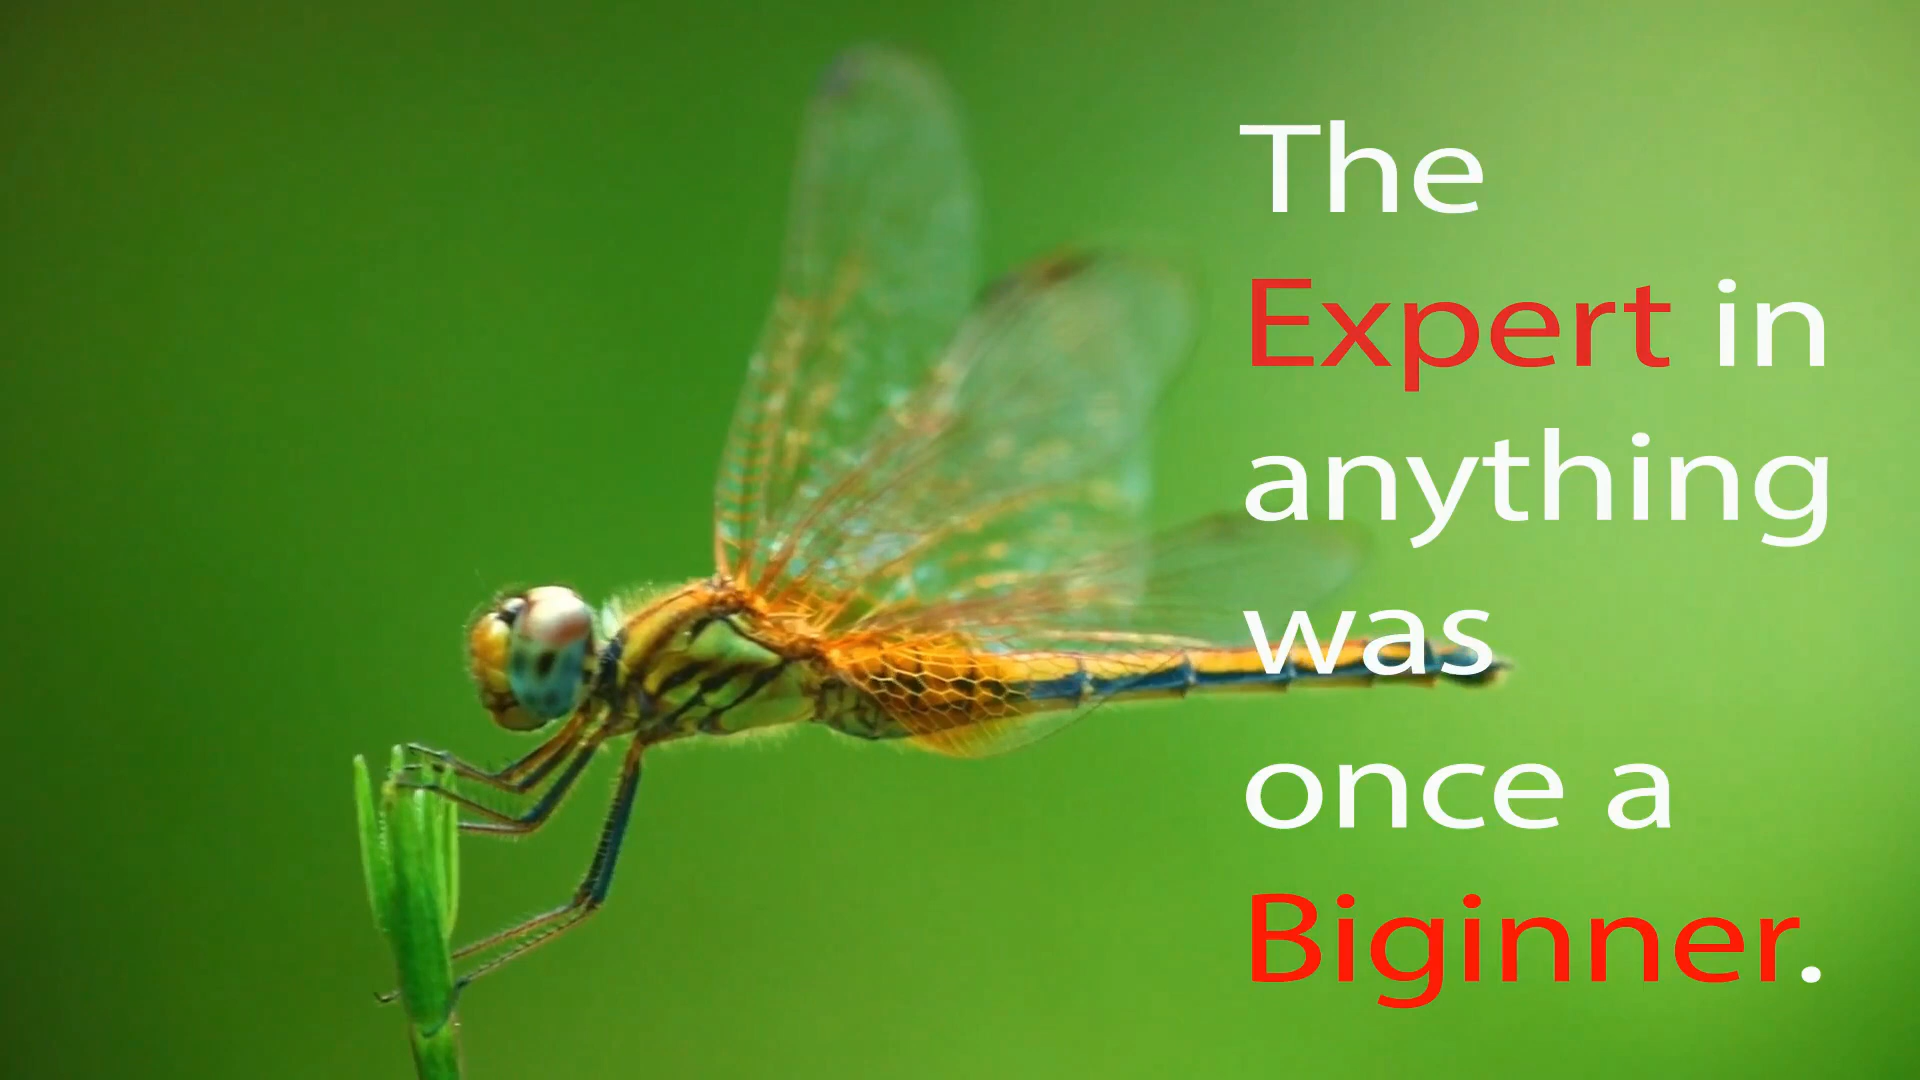 The
Expert in
anything
was
once a
Biginner.